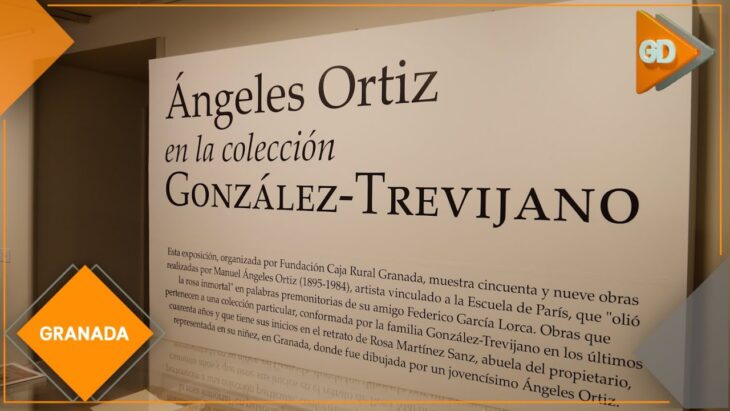 GD
Ángeles Ortiz
en la colección
GONZÁLEZ-TREVIJANO
Esta exposición, organizada por Fundación Caja Rural Granada, muestra cincuenta y nueve obras
realizadas por Manuel Ángeles Ortiz (1895-1984), artista vinculado a la Escuela de París, que "olió
la rosa inmortal" en palabras premonitorias de su amigo Federico García Lorca. Obras que
pertenecen a una colección particular, conformada por la familia González-Trevijano en los últimos
cuarenta años y que tiene sus inicios en el retrato de Rosa Martínez Sanz, abuela del propietario,
representada en su niñez, en Granada, donde fue dibujada por un jovencísimo Ángeles Ortiz.
GRANADA